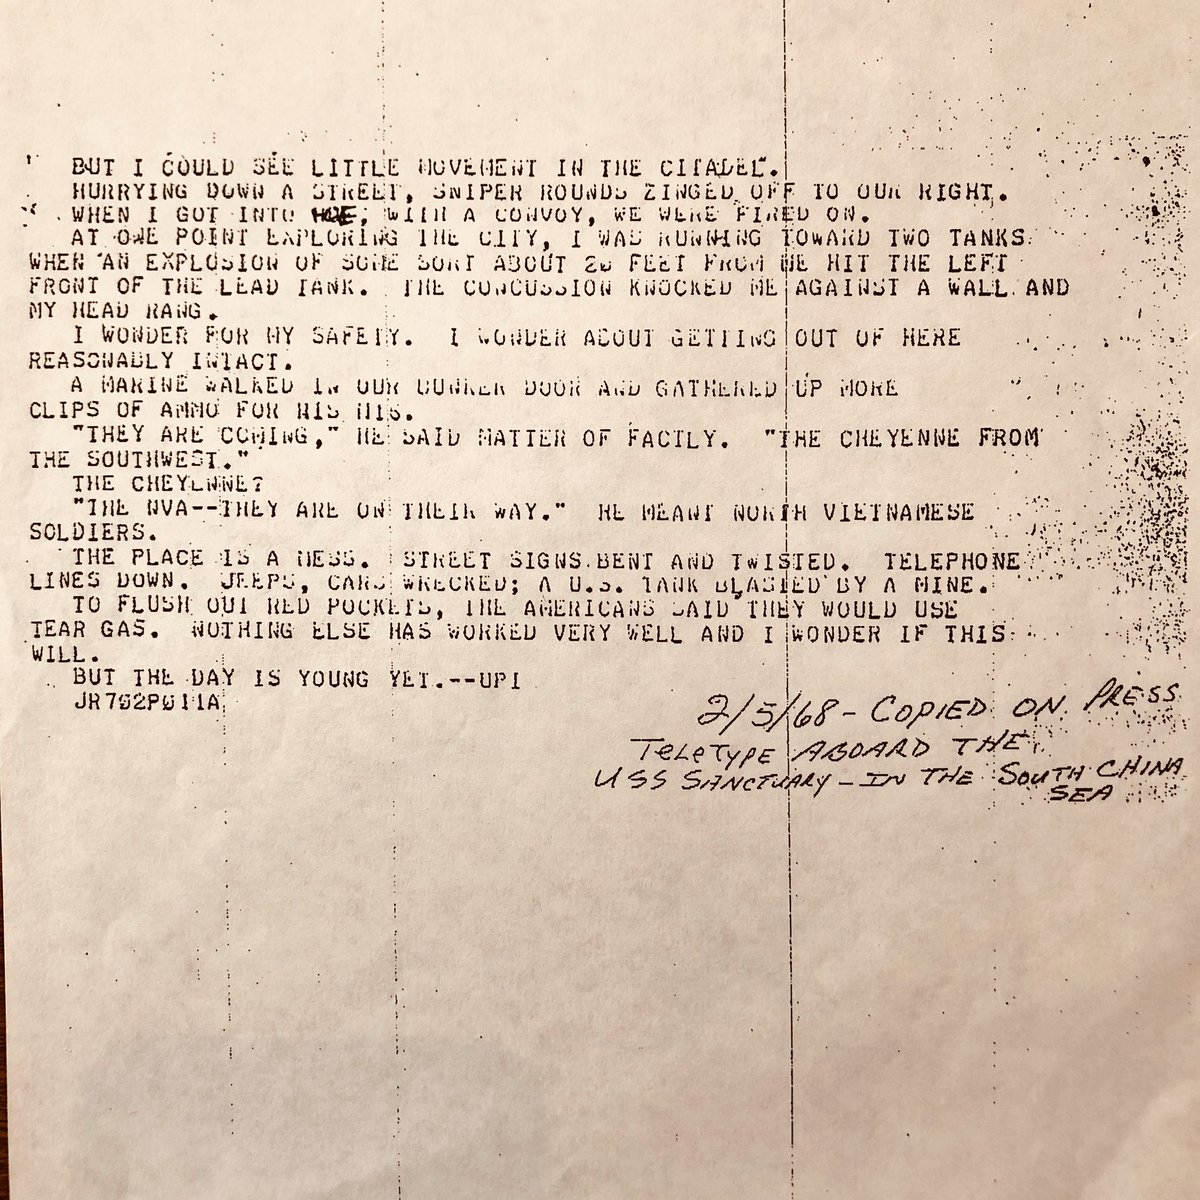 BUT I COULD SEE LITTLE MOVEMENT IN THE CITADEL.
HURRYING DOWN A STREET, SNIPER ROUNDS ZINGED OFF TO OUR RIGHT.
WHEN I GOT INTO HUE, WITH A CONVOY, WE WERE FIRED ON.
AT ONE POINT EXPLORING THE CITY, I WAS RUNNING TOWARD TWO TANKS
WHEN AN EXPLOSION OF SOME SORT ABOUT 20 FEET FROM ME HIT THE LEFT
FRONT OF THE LEAD TANK. THE CONCUSSION KNOCKED ME AGAINST A WALL AND
MY HEAD RANG.
I WONDER FOR MY SAFETY. I WONDER ABOUT GETTING OUT OF HERE
REASONABLY INTACT.
A MARINE WALKED IN OUR BUNKER DOOR AND GATHERED UP MORE
CLIPS OF AMMO FOR HIS M16.
"THEY ARE COMING," HE SAID MATTER OF FACTLY. "THE CHEYENNE FROM
THE SOUTHWEST."
THE CHEYENNE?
"THE NVA--THEY ARE ON THEIR WAY." HE MEANT NORTH VIETNAMESE
SOLDIERS.
THE PLACE IS A MESS. STREET SIGNS BENT AND TWISTED. TELEPHONE
LINES DOWN. JEEPS, CARS WRECKED; A U.S. TANK BLASTED BY A MINE.
TO FLUSH OUT RED POCKETS, THE AMERICANS SAID THEY WOULD USE
TEAR GAS. NOTHING ELSE HAS WORKED VERY WELL AND I WONDER IF THIS
WILL.
BUT THE DAY IS YOUNG YET.--UPI
2/5/68 - COPIED ON PRESS
TELETYPE ABOARD THE
USS SANCTUARY - IN THE SOUTH CHINA
SEA